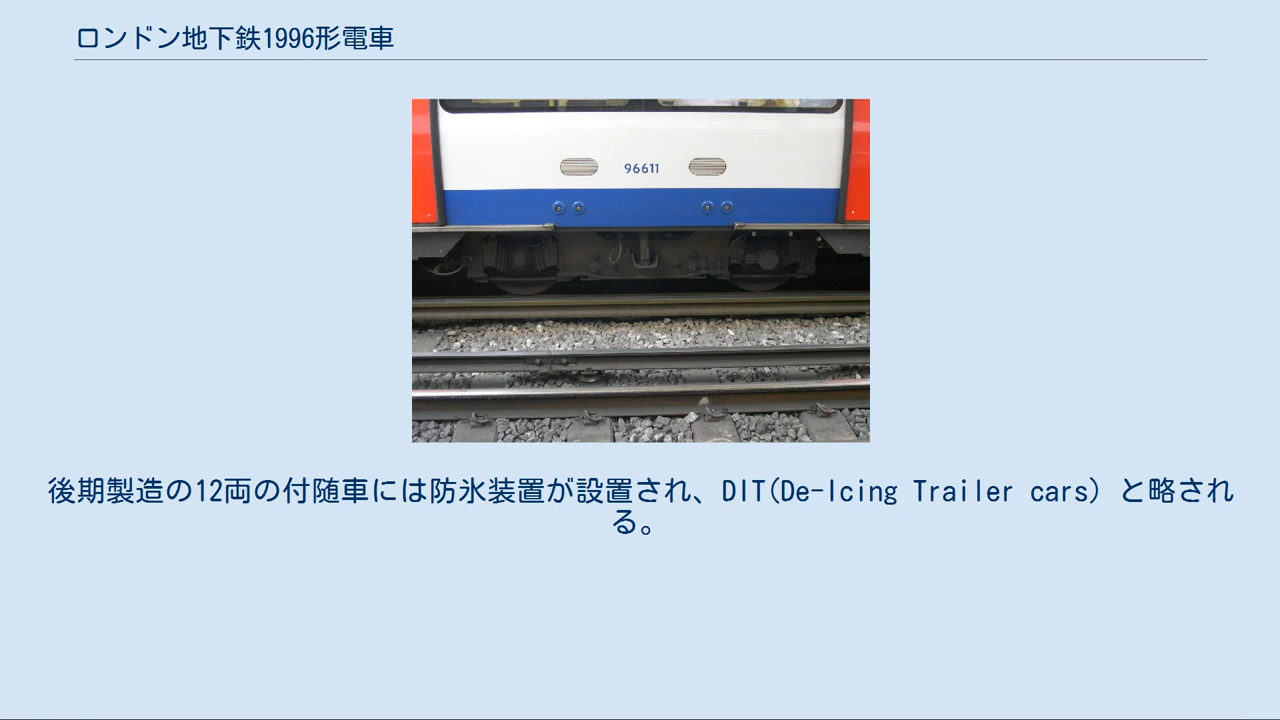 ロンドン地下鉄1996形電車
96611
後期製造の12両の付随車には防氷装置が設置され、DIT(De-Icing Trailer cars) と略され
る。